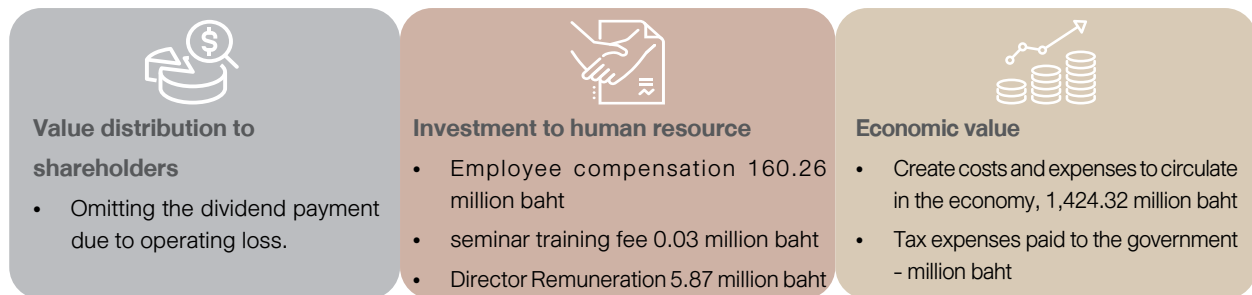 Value distribution to
shareholders
• Omitting the dividend payment
due to operating loss.
Investment to human resource
• Employee compensation 160.26
million baht
• seminar training fee 0.03 million baht
• Director Remuneration 5.87 million baht
Economic value
• Create costs and expenses to circulate
in the economy, 1,424.32 million baht
• Tax expenses paid to the government
- million baht